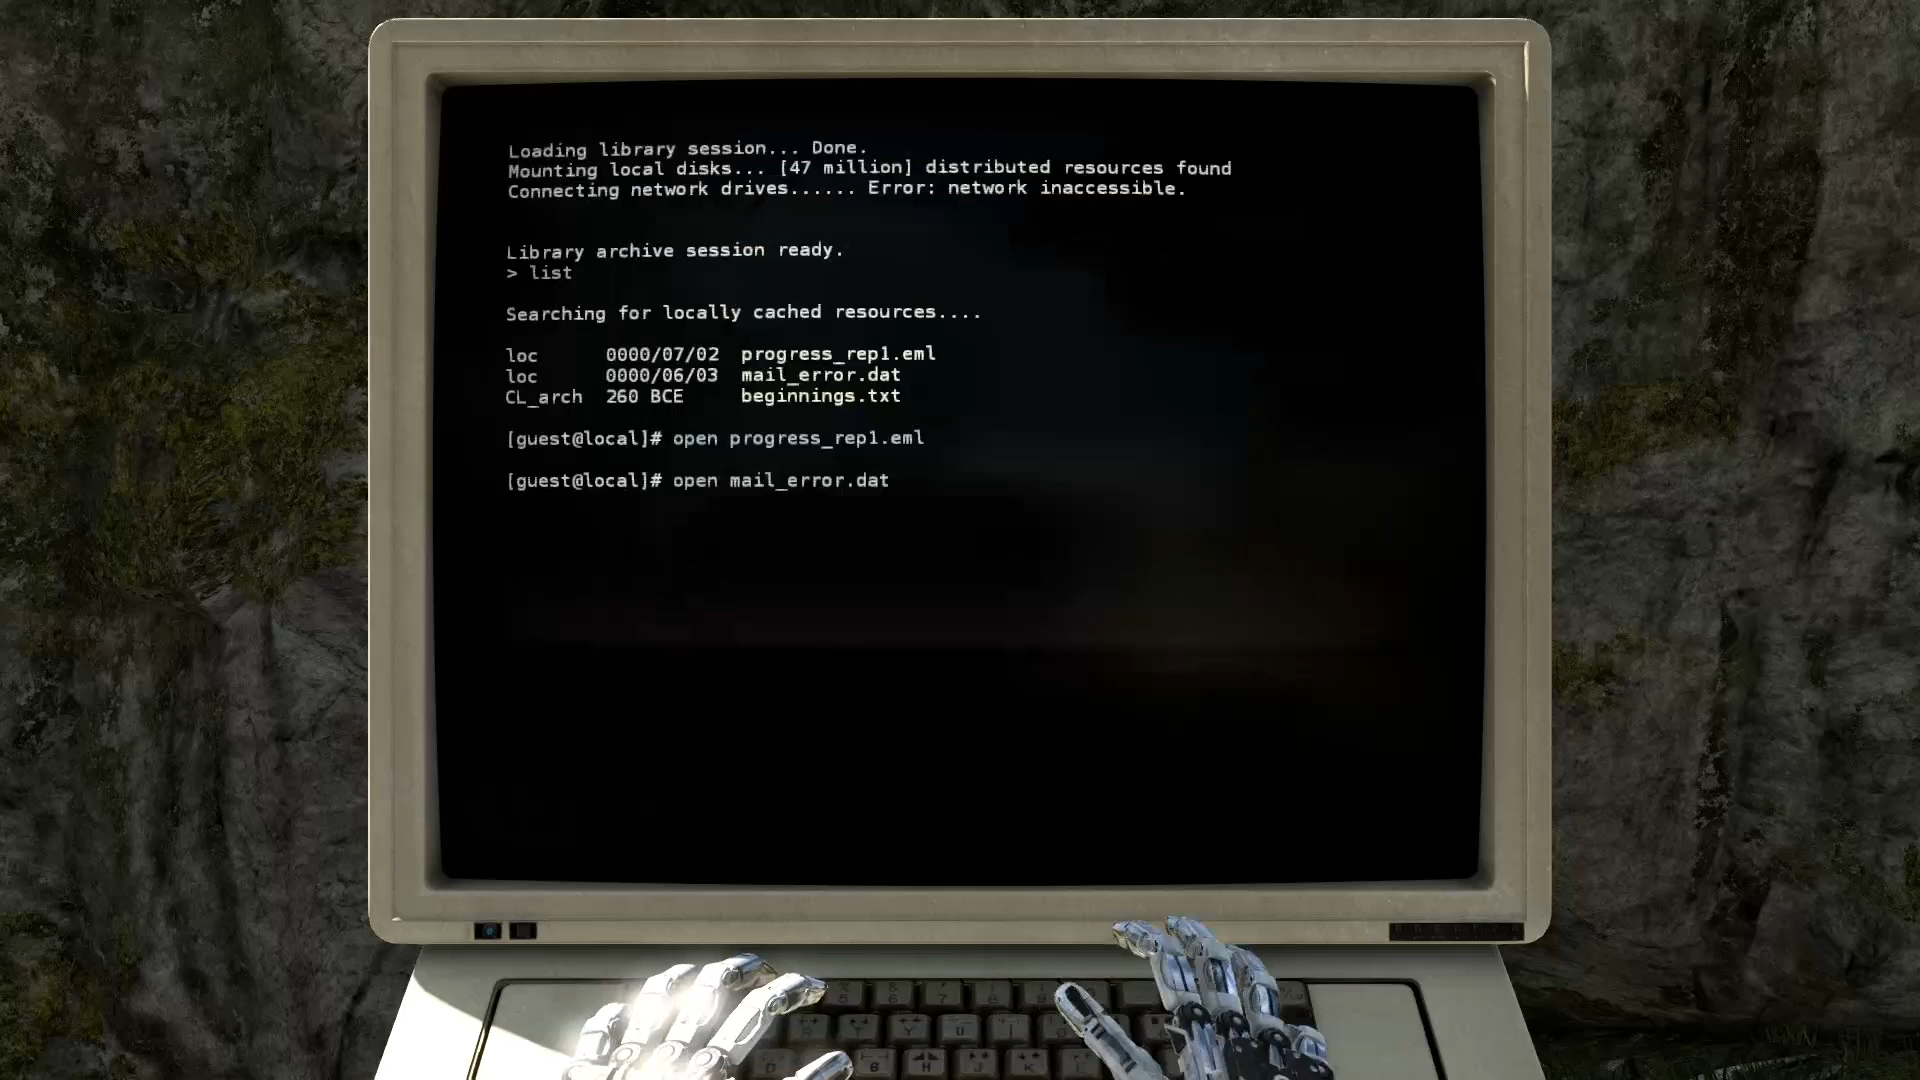 Loading library session... Done.
Mounting local disks... [47 million] distributed resources found
Connecting network drives...... Error: network inaccessible.
Library archive session ready.
> list
Searching for locally cached resources....
loc 0000/07/02 progress_rep1.eml
loc 0000/06/03 mail_error.dat
CL_arch 260 BCE beginnings.txt
[guest@local]# open progress_rep1.eml
[guest@local]# open mail_error.dat